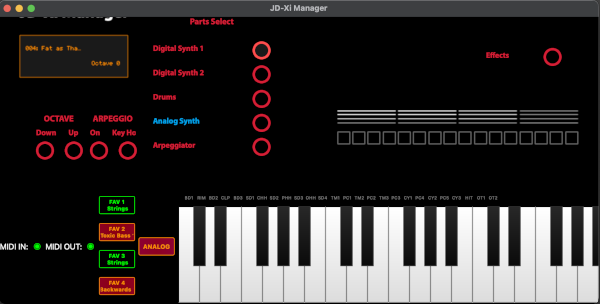 JD-Xi Manager
JD-Xi Manager
Parts Select
004: Fat as Tha…
Octave 0
Digital Synth 1
Digital Synth 2
Drums
Analog Synth
Arpeggiator
Effects
OCTAVE ARPEGGIO
Down Up On Key Ho
BD1 RIM BD2 CLP BD3 SD1 CHH SD2 PHH SD3 OHH SD4 TM1 PC1 TM2 PC2 TM3 PC3 CY1 PC4 CY2 PC5 CY3 HIT OT1 OT2
FAV 1
Strings
FAV 2
Toxic Bass
MIDI IN: MIDI OUT:
ANALOG
FAV 3
Strings
FAV 4
Backwards